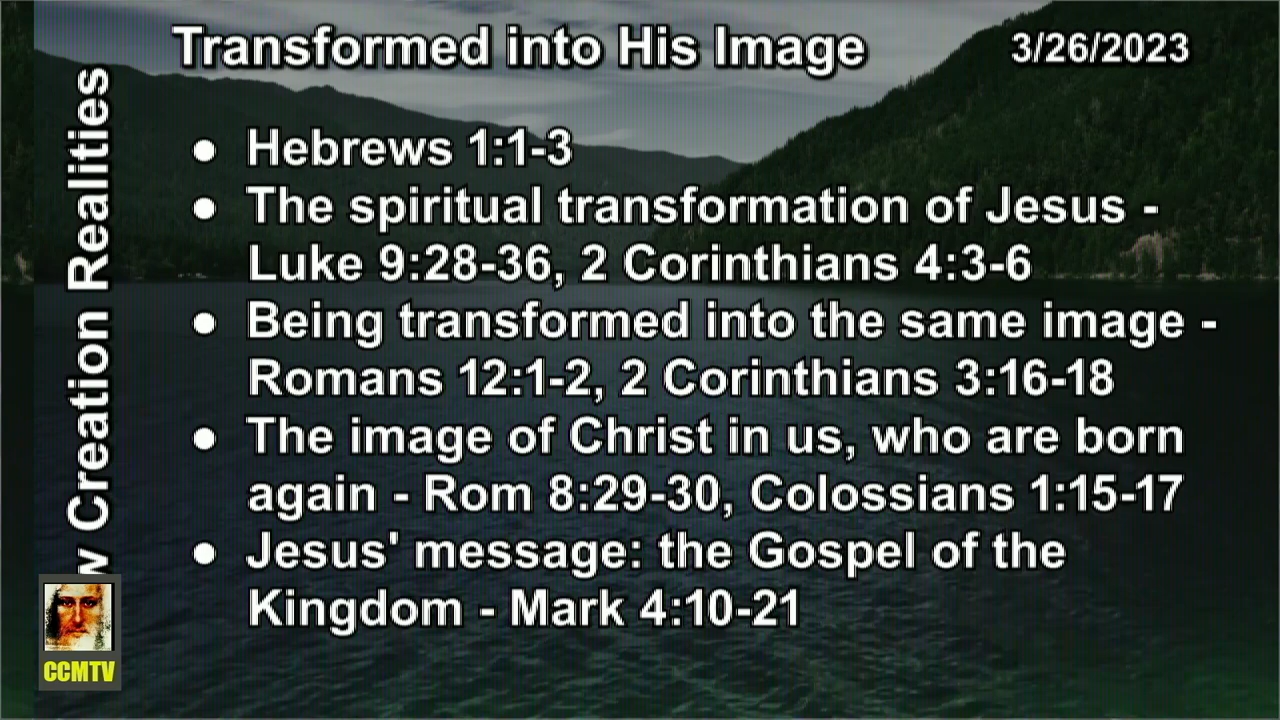 Transformed into His Image
3/26/2023
Creation Realities
• Hebrews 1:1-3
• The spiritual transformation of Jesus -
Luke 9:28-36, 2 Corinthians 4:3-6
• Being transformed into the same image -
Romans 12:1-2, 2 Corinthians 3:16-18
• The image of Christ in us, who are born
again - Rom 8:29-30, Colossians 1:15-17
• Jesus' message: the Gospel of the
Kingdom - Mark 4:10-21
CCMTV